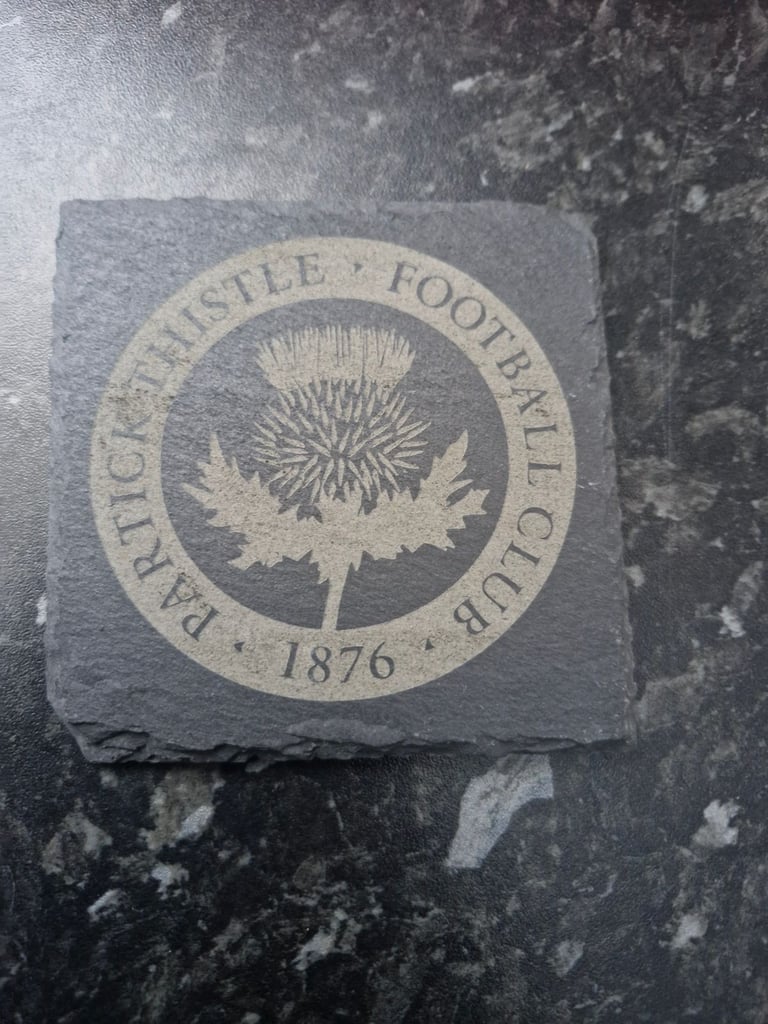 PARTICK THISTLE · FOOTBALL CLUB
· 1876 ·